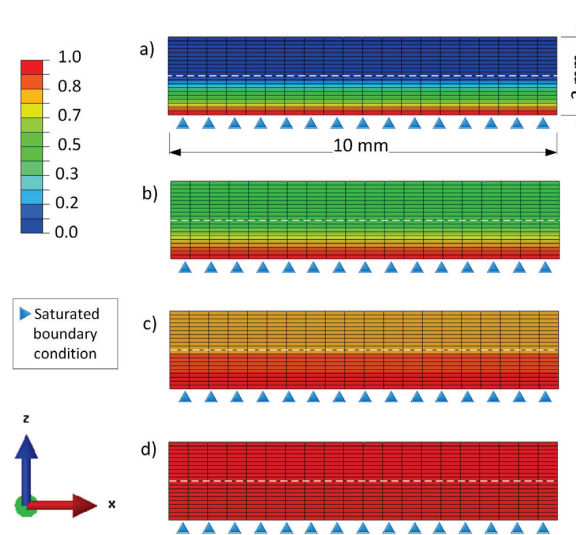 a)
1.0
0.8
0.7
0.5
0.3
0.2
0.0
10 mm
b)
Saturated
boundary
condition
c)
d)
z
x